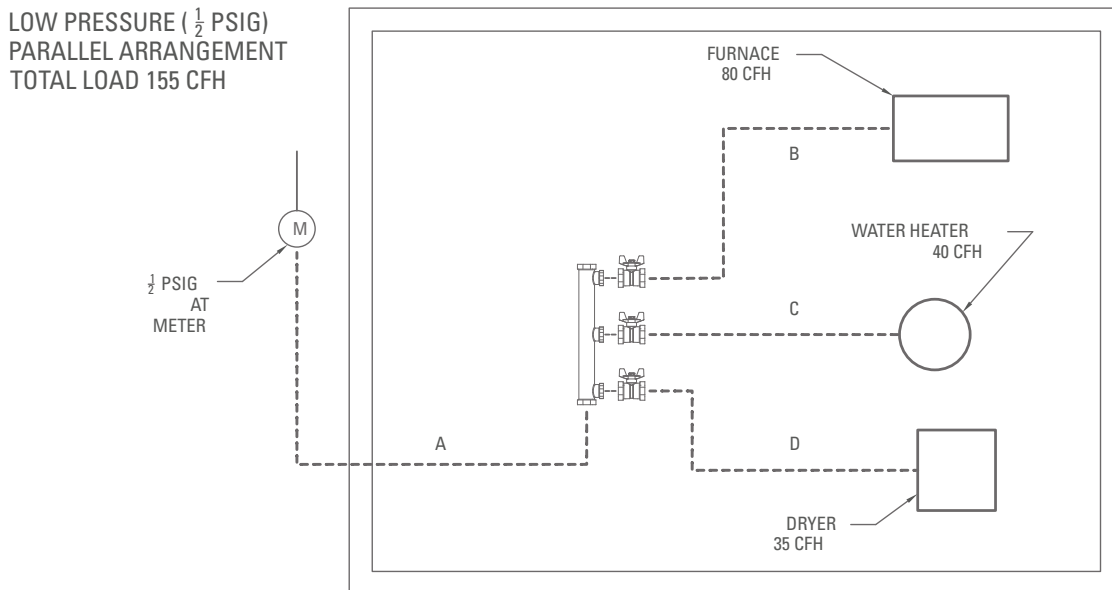 LOW PRESSURE ( 1/2 PSIG)
PARALLEL ARRANGEMENT
TOTAL LOAD 155 CFH
FURNACE
80 CFH
B
M
WATER HEATER
40 CFH
1/2 PSIG
AT
METER
C
A
D
DRYER
35 CFH